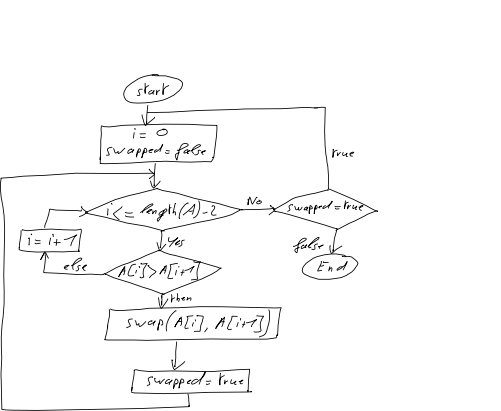 start
i = 0
swapped = false
true
i <= length(A) - 2
No
swapped = true
Yes
i = i + 1
false
End
else
A[i] > A[i+1]
then
swap(A[i], A[i+1])
swapped = true